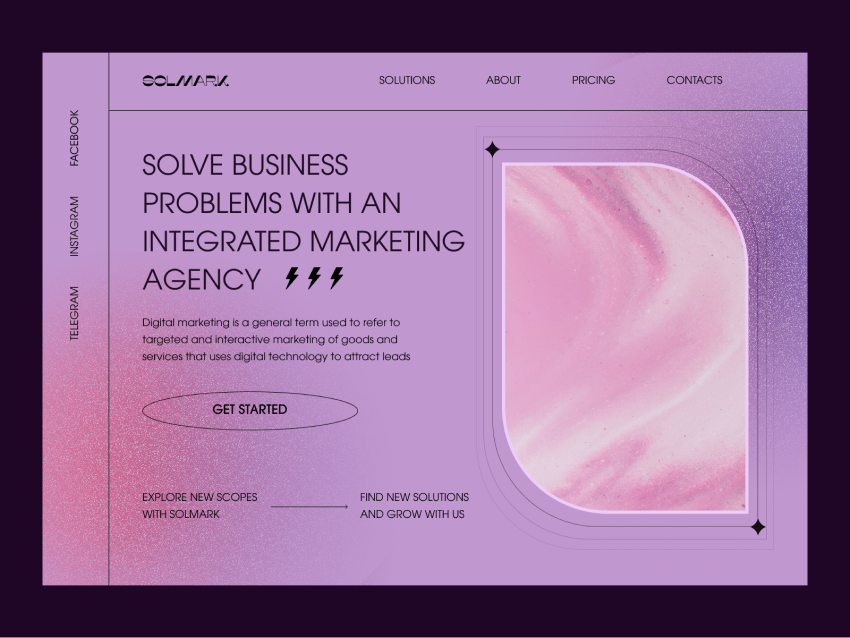 SOLMARK
SOLUTIONS
ABOUT
PRICING
CONTACTS
FACEBOOK
INSTAGRAM
TELEGRAM
SOLVE BUSINESS
PROBLEMS WITH AN
INTEGRATED MARKETING
AGENCY
Digital marketing is a general term used to refer to
targeted and interactive marketing of goods and
services that uses digital technology to attract leads
GET STARTED
EXPLORE NEW SCOPES
WITH SOLMARK
FIND NEW SOLUTIONS
AND GROW WITH US